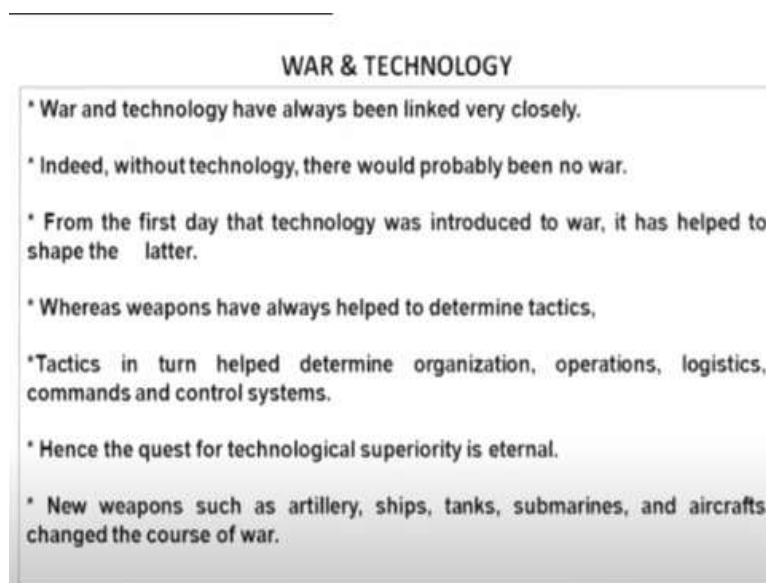 WAR & TECHNOLOGY
* War and technology have always been linked very closely.
* Indeed, without technology, there would probably been no war.
* From the first day that technology was introduced to war, it has helped to
shape the latter.
* Whereas weapons have always helped to determine tactics,
*Tactics in turn helped determine organization, operations, logistics,
commands and control systems.
* Hence the quest for technological superiority is eternal.
* New weapons such as artillery, ships, tanks, submarines, and aircrafts
changed the course of war.